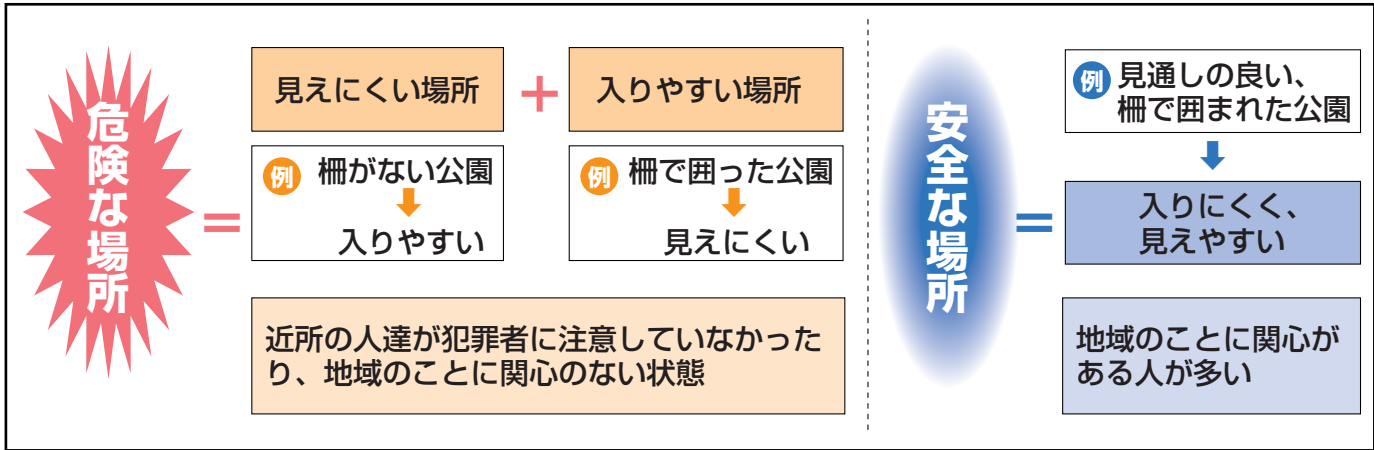 危険な場所
=
見えにくい場所
+
入りやすい場所
例 柵がない公園
入りやすい
例 柵で囲った公園
見えにくい
近所の人達が犯罪者に注意していなかった
り、地域のことに関心のない状態
安全な場所
=
例 見通しの良い、
柵で囲まれた公園
入りにくく、
見えやすい
地域のことに関心が
ある人が多い